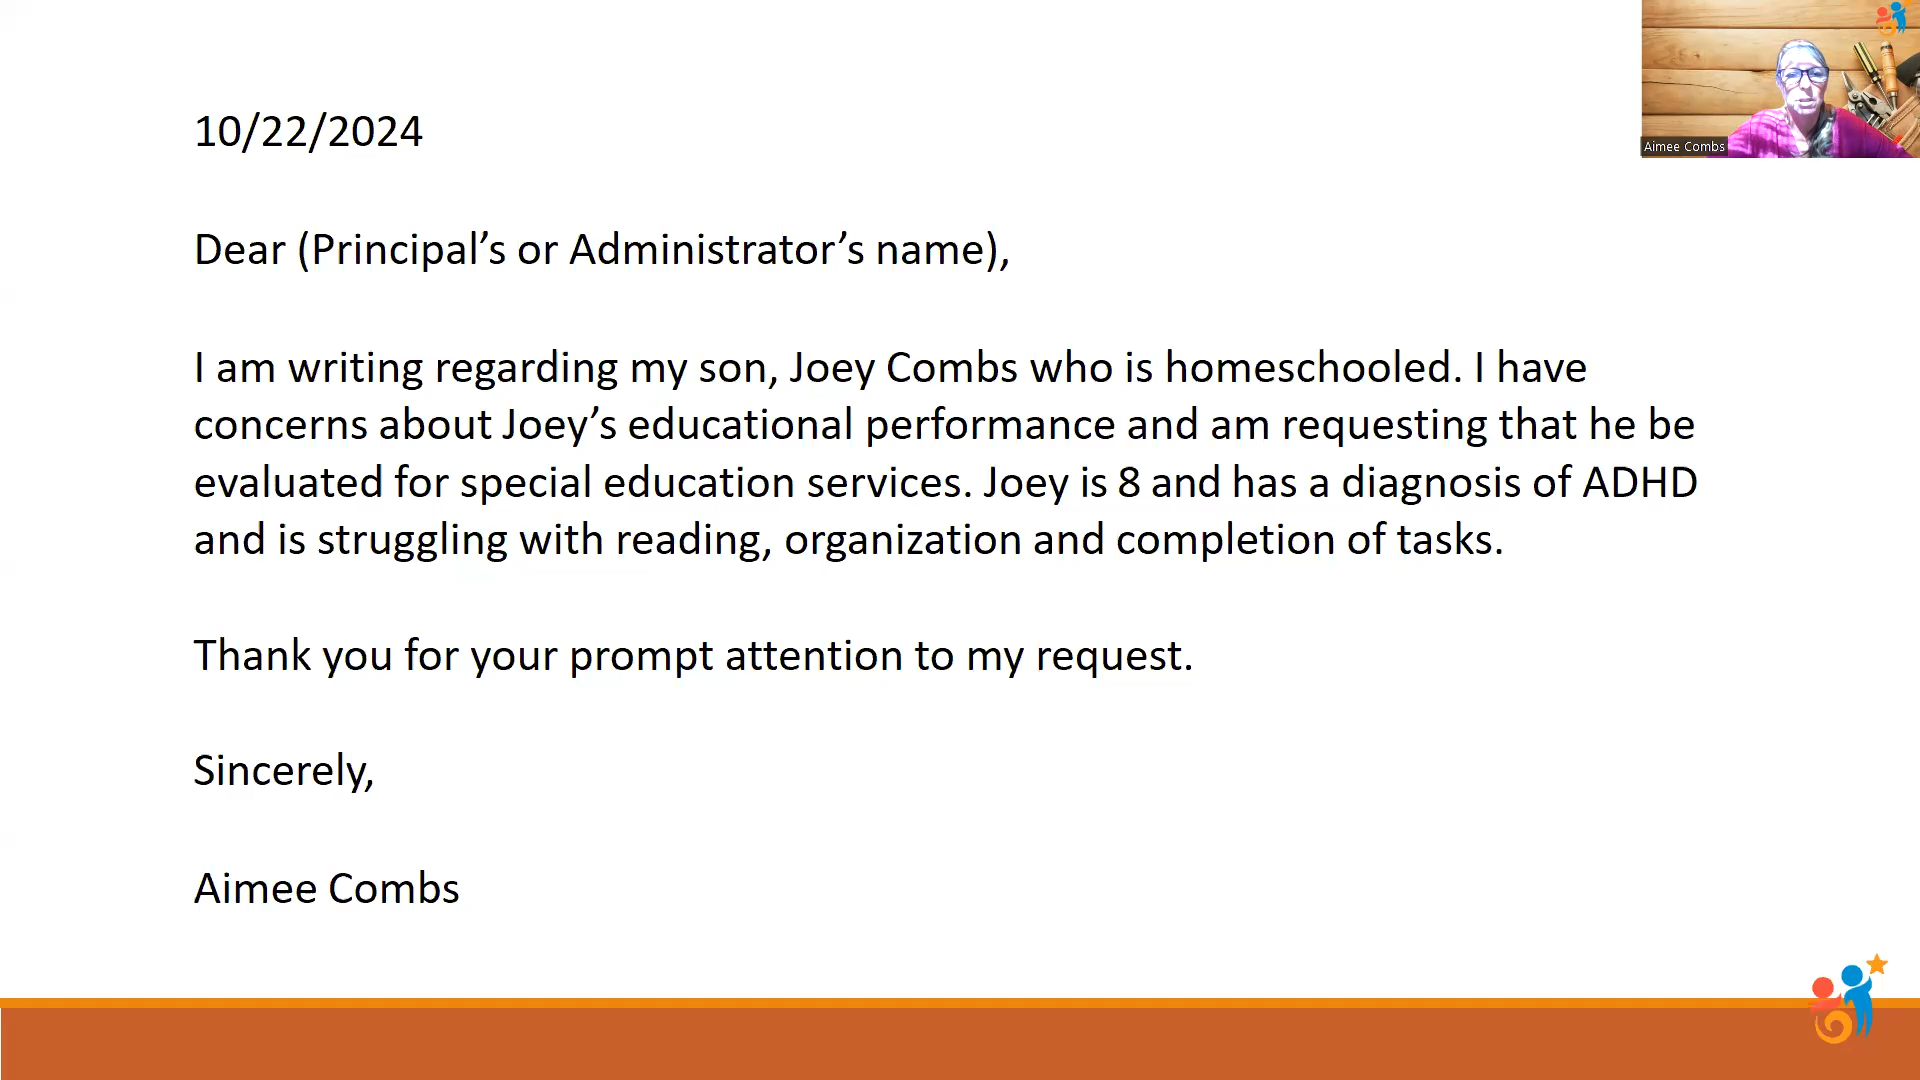 10/22/2024
Dear (Principal’s or Administrator’s name),
I am writing regarding my son, Joey Combs who is homeschooled. I have
concerns about Joey’s educational performance and am requesting that he be
evaluated for special education services. Joey is 8 and has a diagnosis of ADHD
and is struggling with reading, organization and completion of tasks.
Thank you for your prompt attention to my request.
Sincerely,
Aimee Combs
Aimee Combs